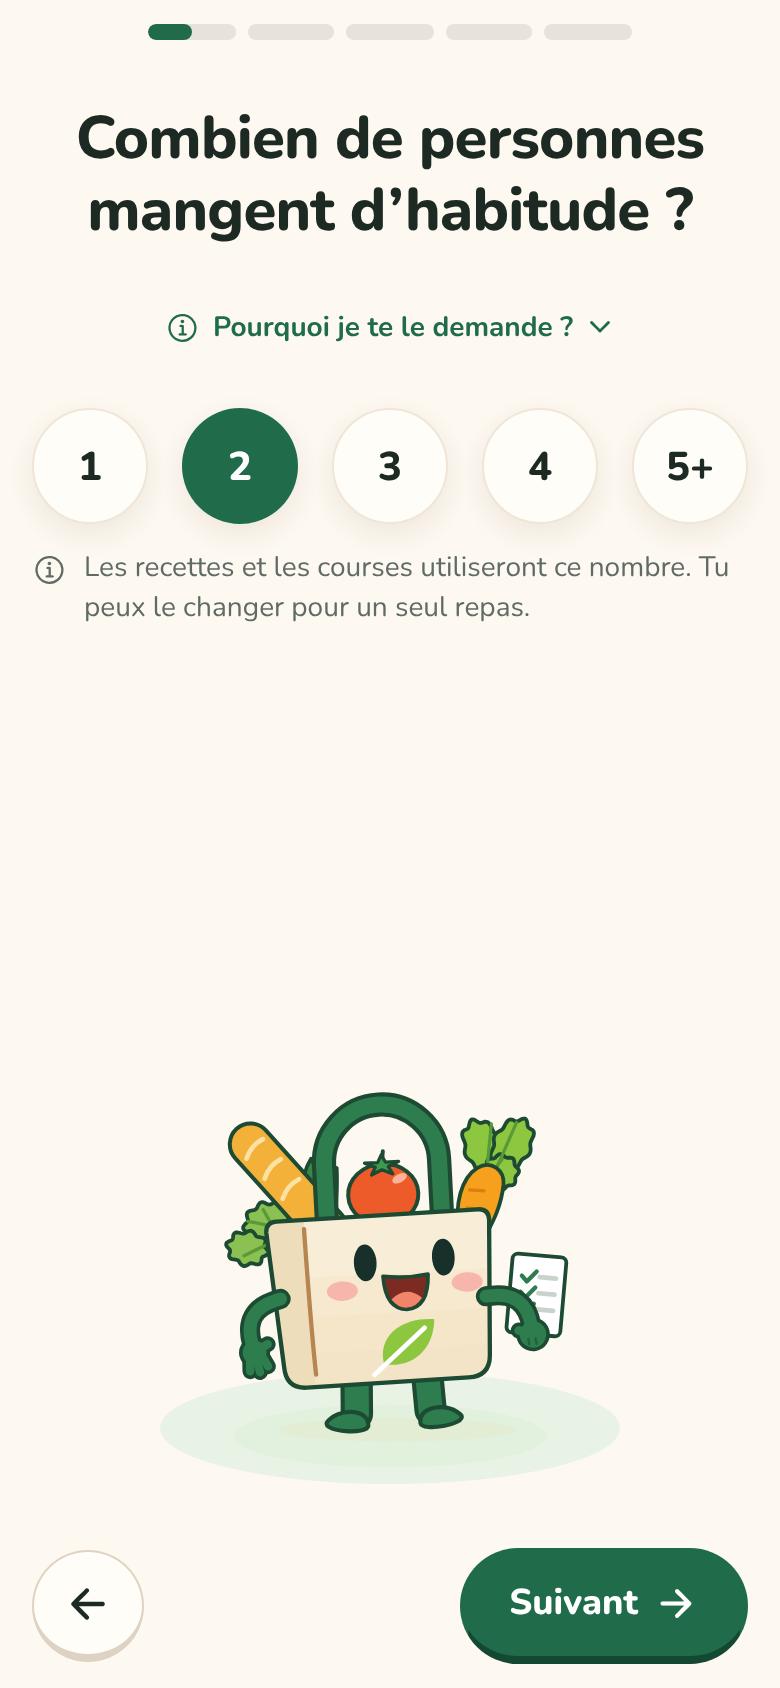 Combien de personnes
mangent d’habitude ?
Pourquoi je te le demande ?
1 2 3 4 5+
Les recettes et les courses utiliseront ce nombre. Tu
peux le changer pour un seul repas.
Suivant